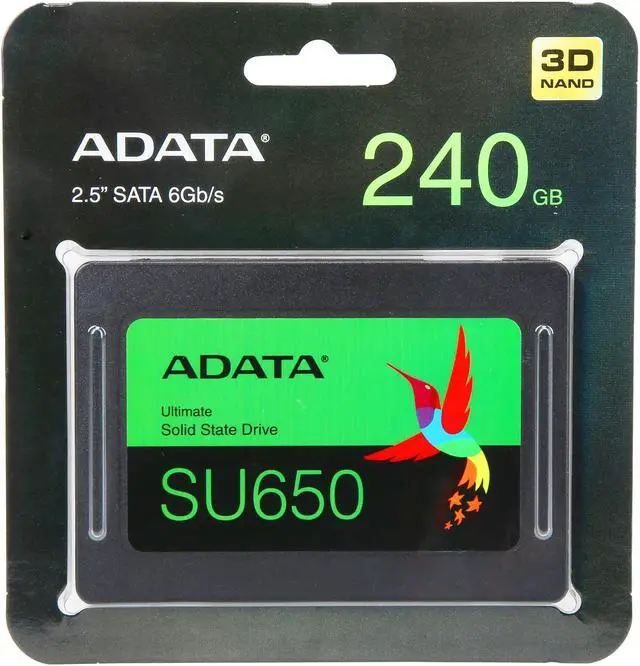 3D
NAND
ADATA®
240 GB
2.5” SATA 6Gb/s
ADATA®
Ultimate
Solid State Drive
SU650